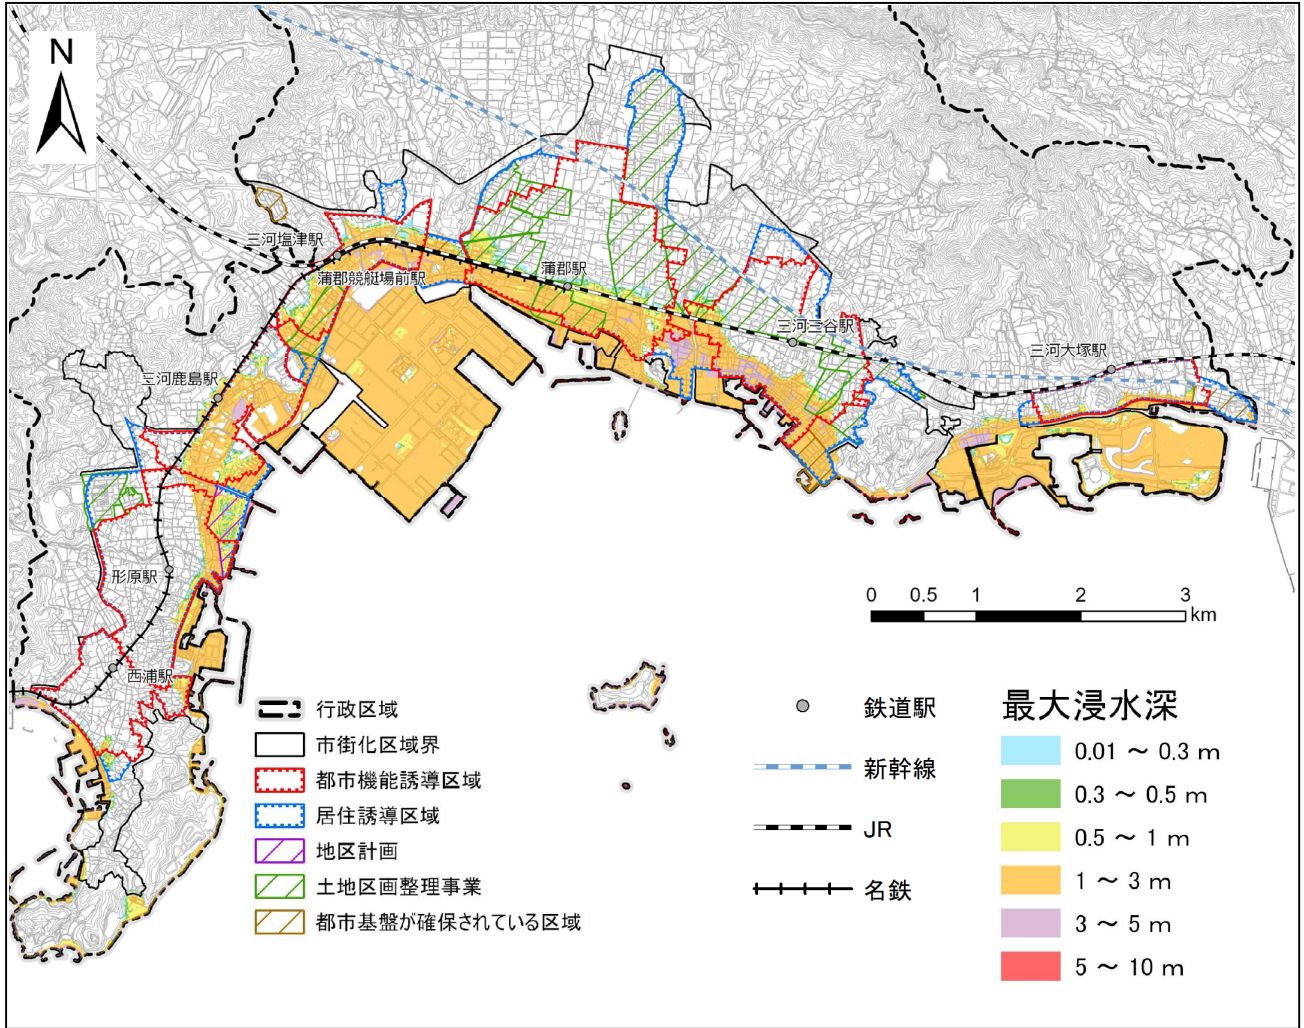 N
三河塩津駅
蒲郡競艇場前駅
蒲郡駅
三河三谷駅
三河大塚駅
三河鹿島駅
形原駅
西浦駅
0 0.5 1 2 3
km
行政区域
市街化区域界
都市機能誘導区域
居住誘導区域
地区計画
土地区画整理事業
都市基盤が確保されている区域
鉄道駅
新幹線
JR
名鉄
最大浸水深
0.01 ～ 0.3 m
0.3 ～ 0.5 m
0.5 ～ 1 m
1 ～ 3 m
3 ～ 5 m
5 ～ 10 m